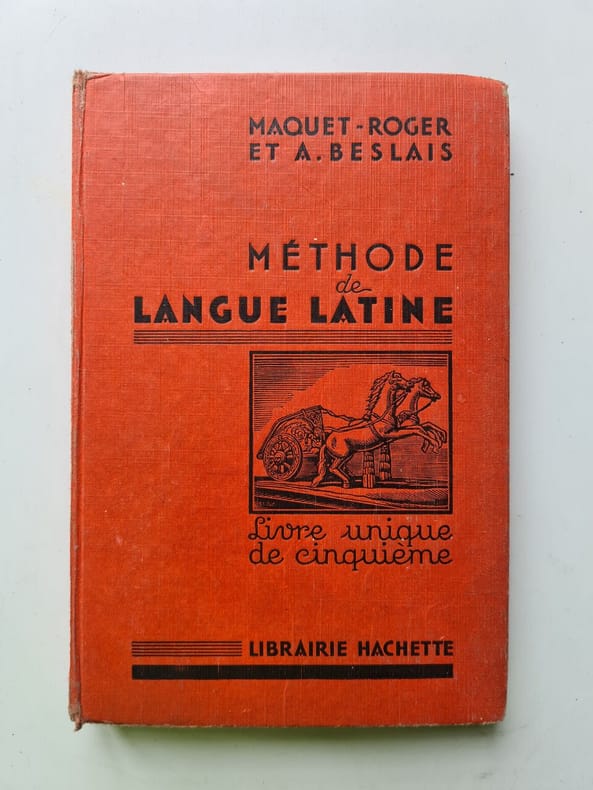 MAQUET-ROGER
ET A. BESLAIS
MÉTHODE
de
LANGUE LATINE
Livre unique
de cinquième
LIBRAIRIE HACHETTE